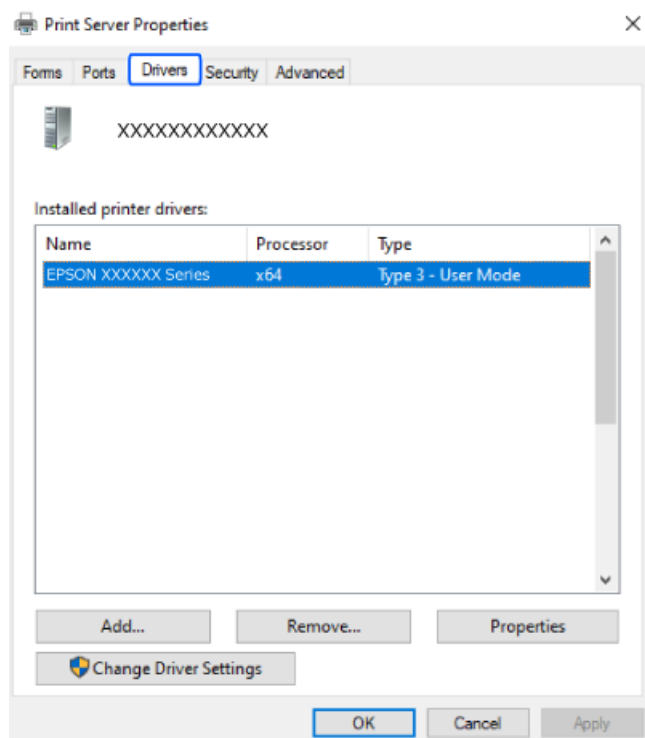 Print Server Properties
Forms Ports Drivers Security Advanced
XXXXXXXXXXXX
Installed printer drivers:
Name Processor Type
EPSON XXXXXX Series x64 Type 3 - User Mode
Add... Remove... Properties
Change Driver Settings
OK Cancel Apply